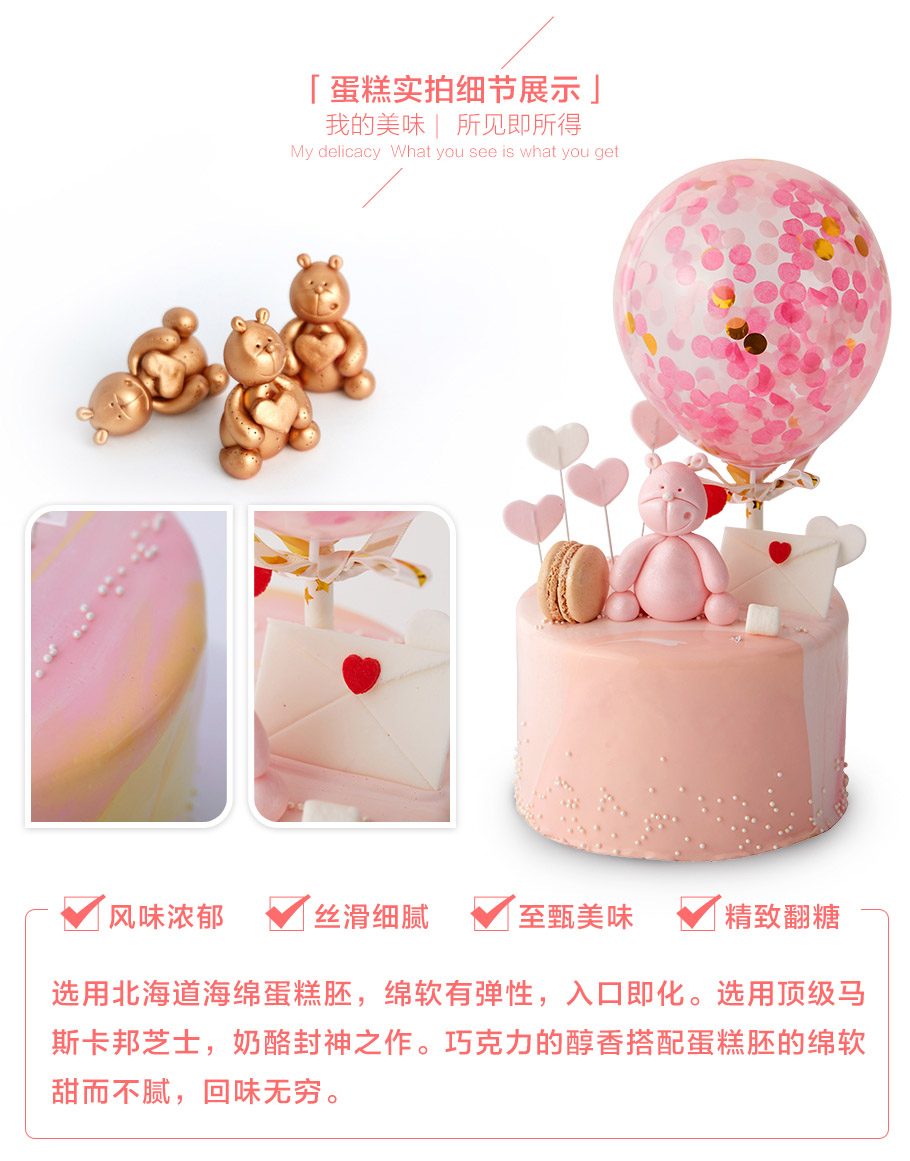 「蛋糕实拍细节展示」
我的美味| 所见即所得
My delicacy What you see is what you get
风味浓郁 丝滑细腻 至甄美味 精致翻糖
选用北海道海绵蛋糕胚，绵软有弹性，入口即化。选用顶级马
斯卡邦芝士，奶酪封神之作。巧克力的醇香搭配蛋糕胚的绵软
甜而不腻，回味无穷。